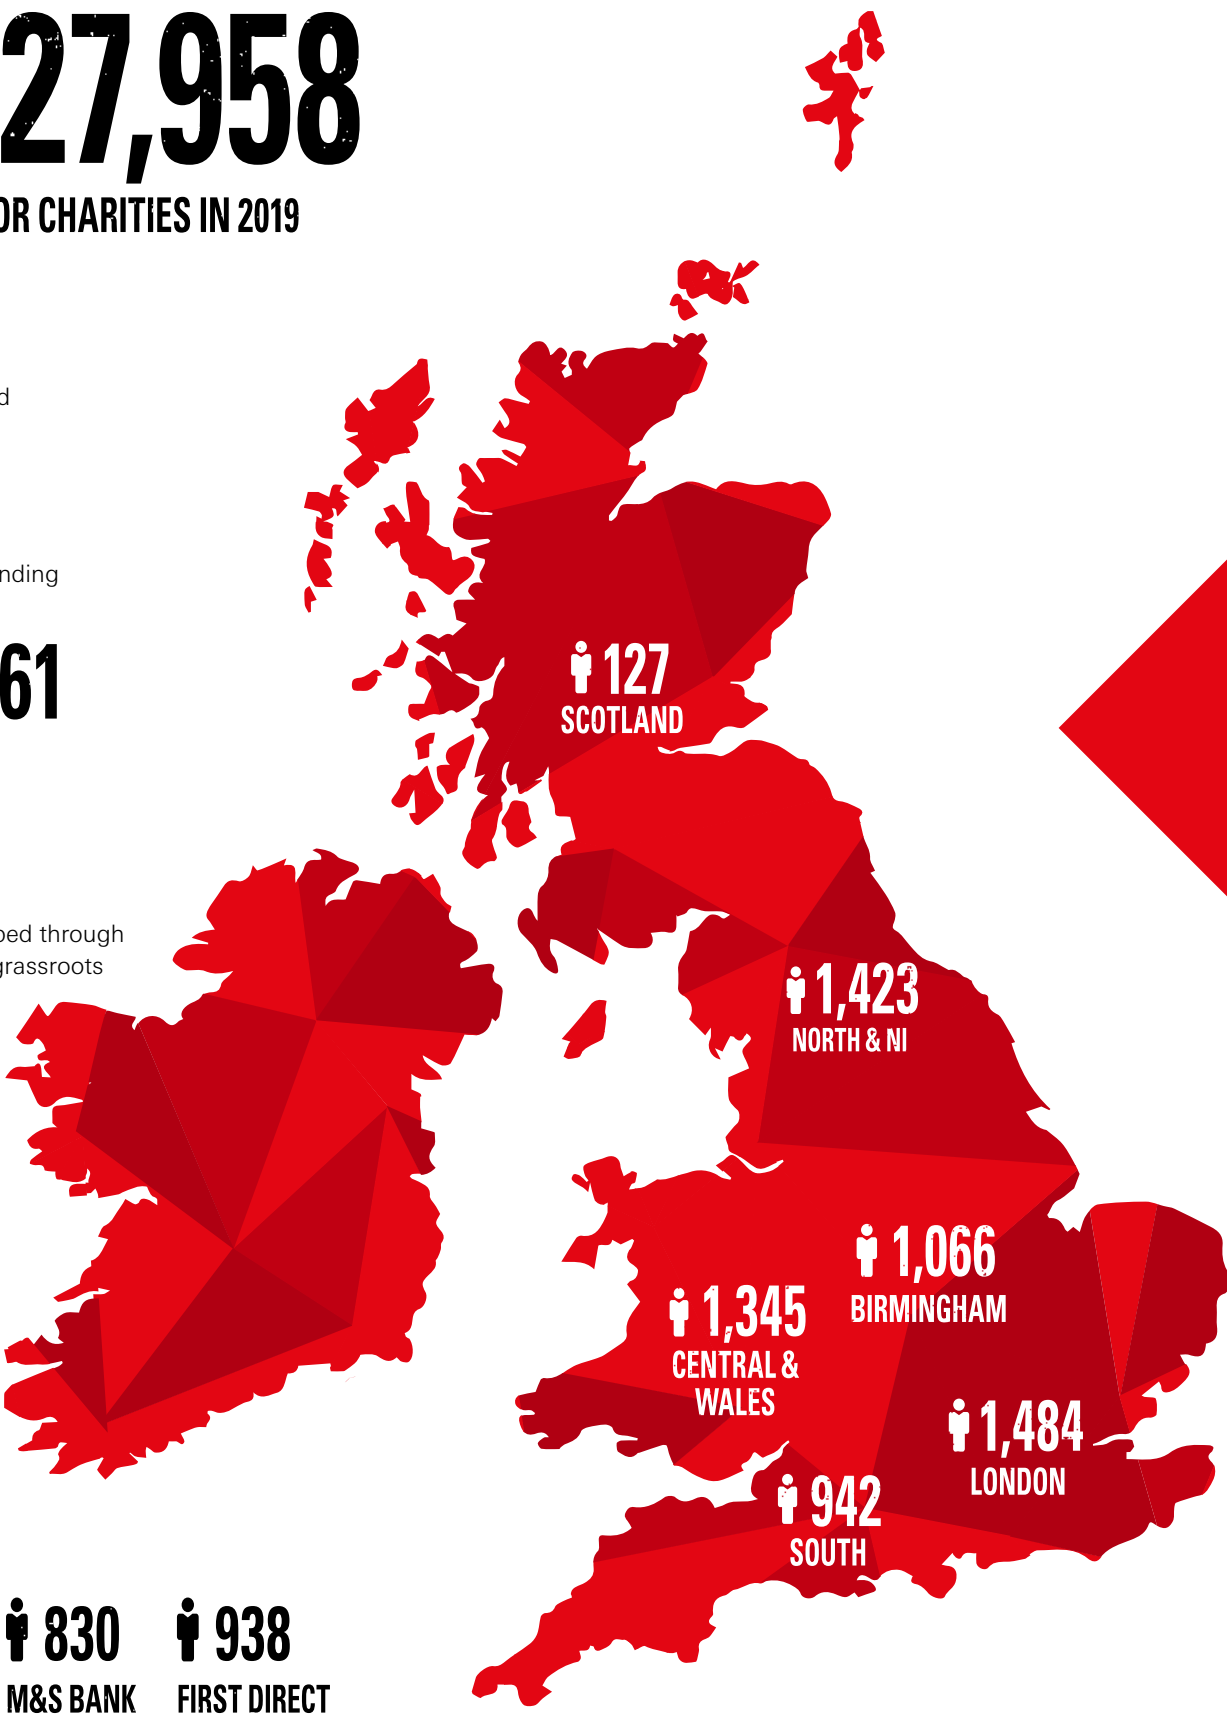 27,958
OR CHARITIES IN 2019
d
nding
61
ped through
grassroots
127
SCOTLAND
1,423
NORTH & NI
1,066
BIRMINGHAM
1,345
CENTRAL &
WALES
1,484
LONDON
942
SOUTH
830
M&S BANK
938
FIRST DIRECT